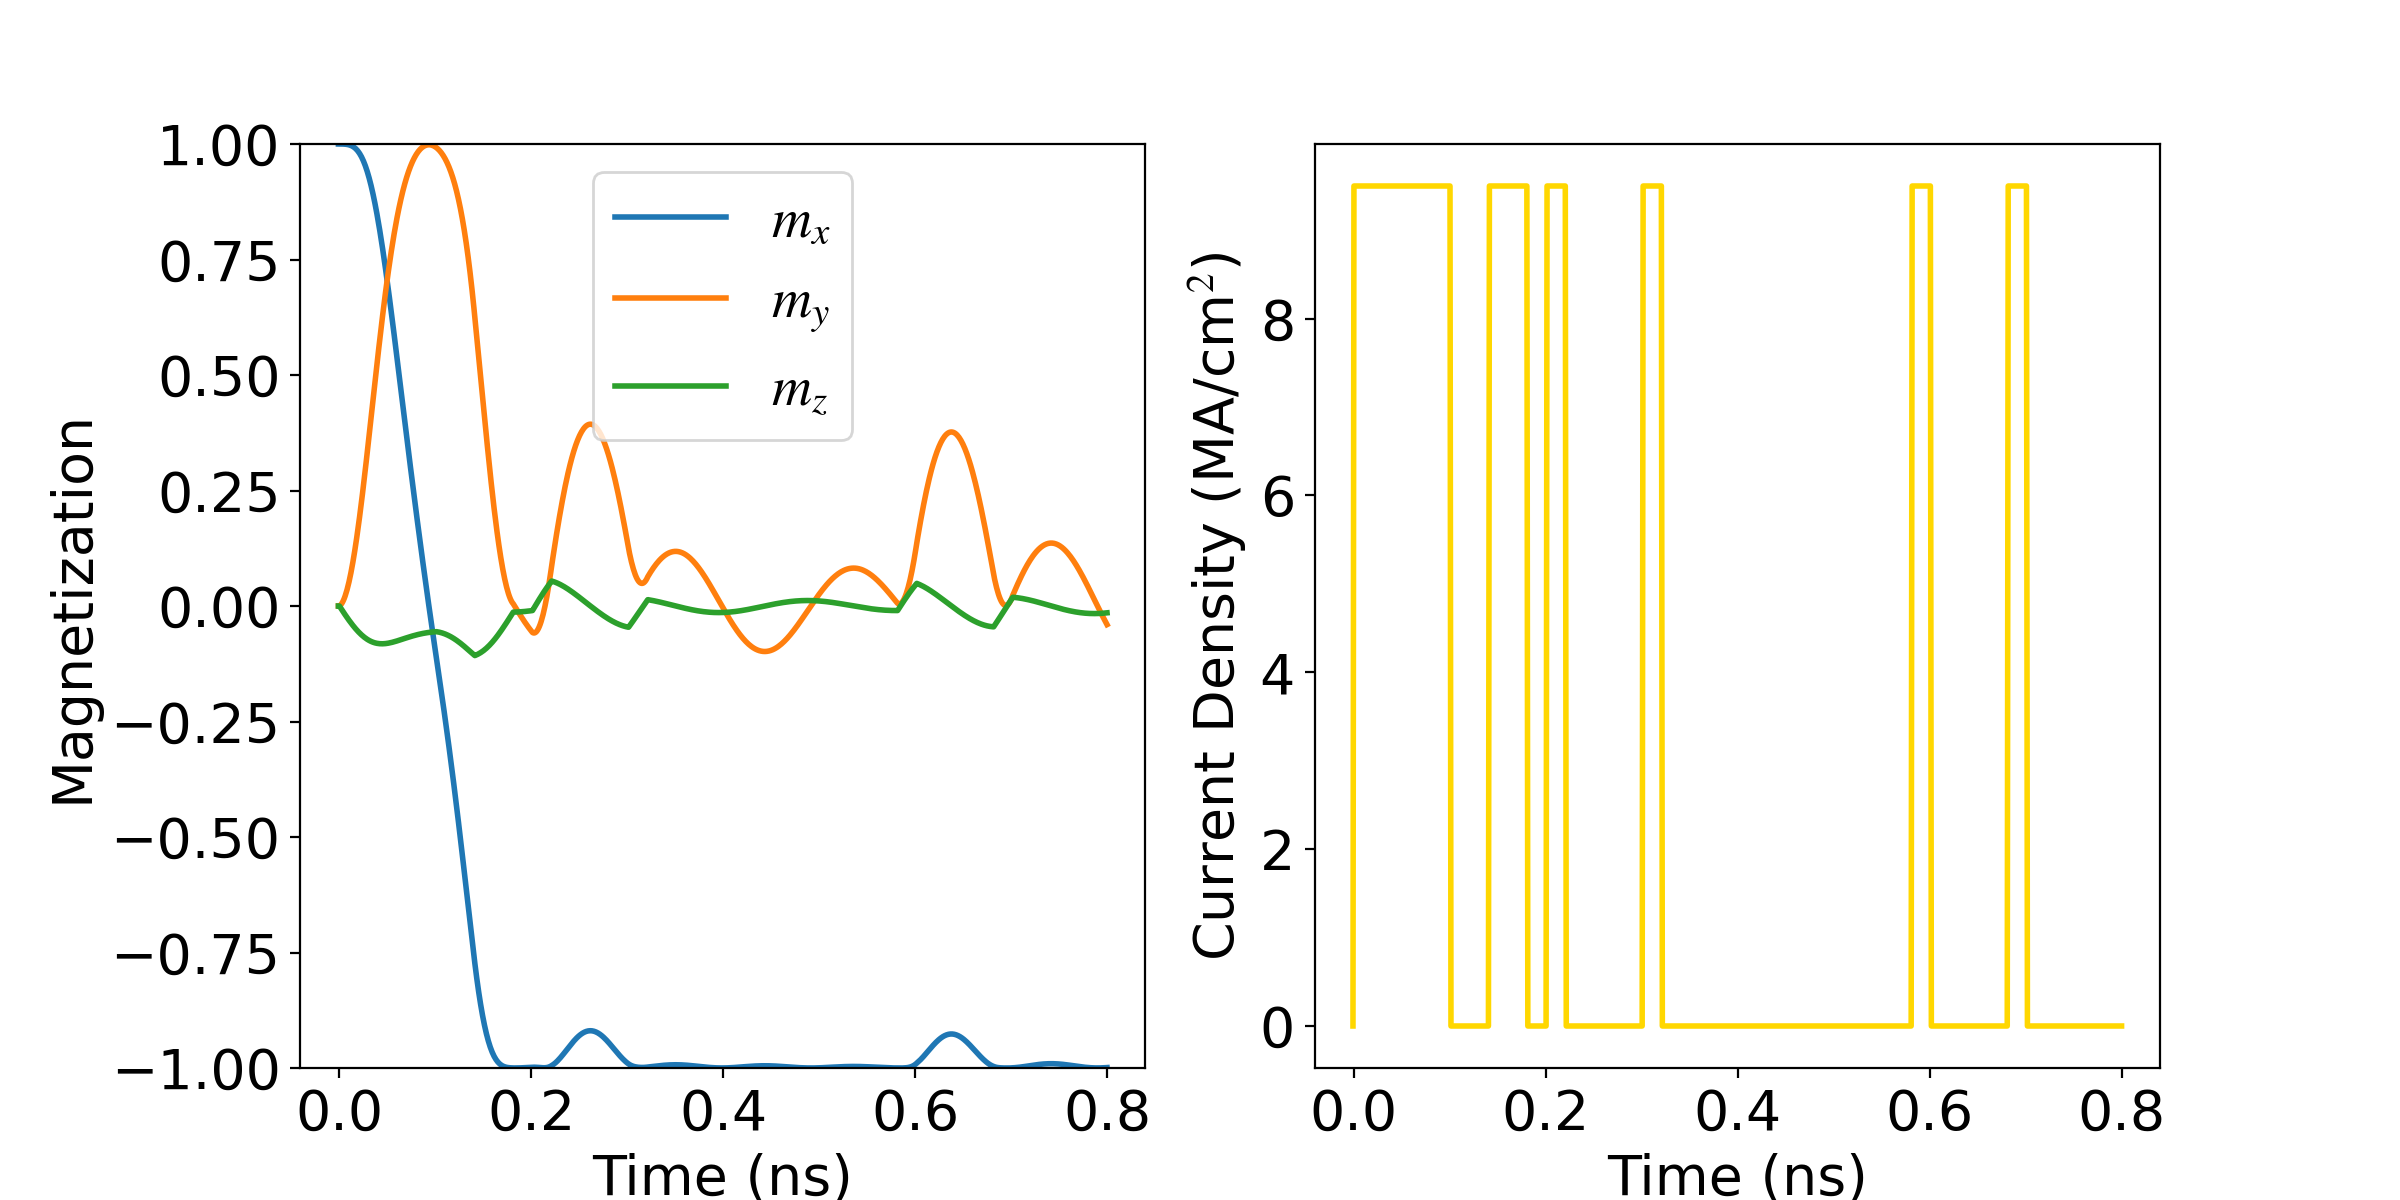 1.00
0.75
0.50
0.25
0.00
−0.25
−0.50
−0.75
−1.00
Magnetization
0.0 0.2 0.4 0.6 0.8
Time (ns)
m_x
m_y
m_z
8
6
4
2
0
Current Density (MA/cm²)
0.0 0.2 0.4 0.6 0.8
Time (ns)